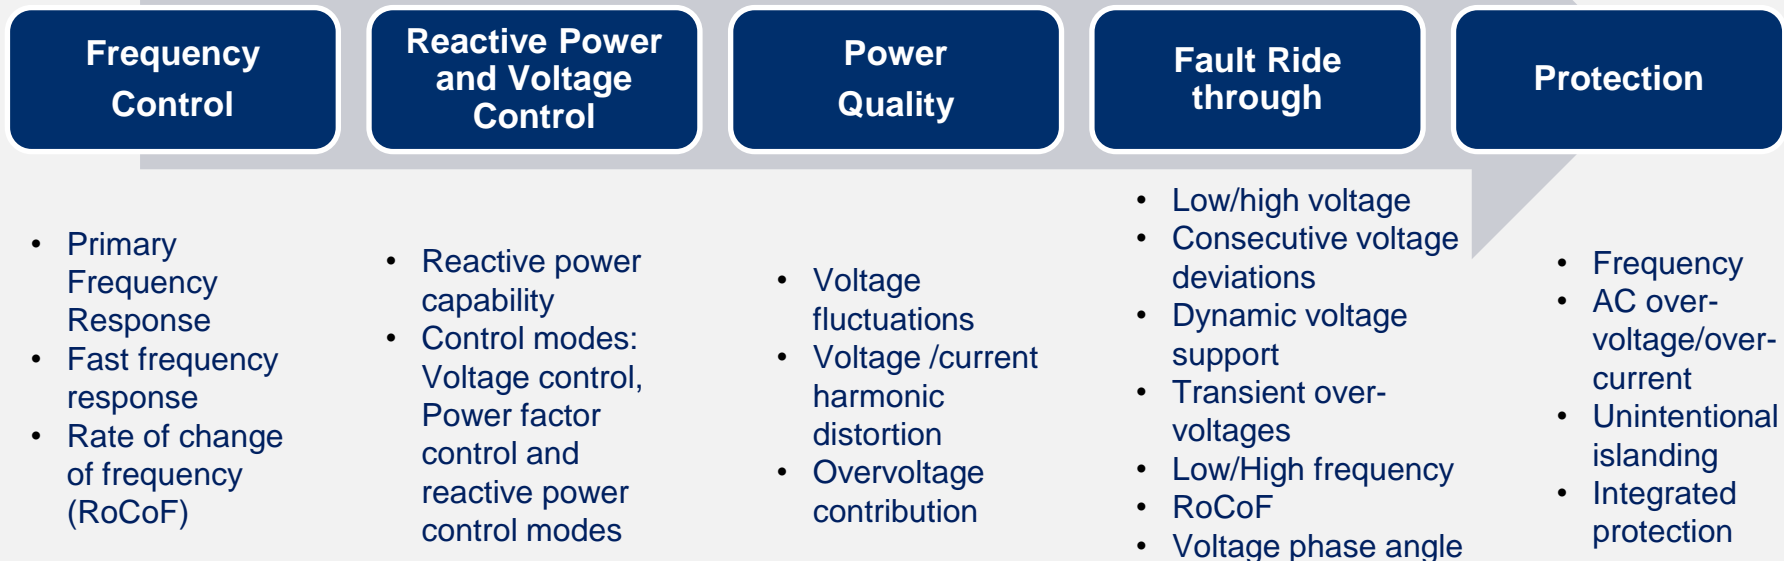 Frequency
Control
Reactive Power
and Voltage
Control
Power
Quality
Fault Ride
through
Protection
• Primary
Frequency
Response
• Fast frequency
response
• Rate of change
of frequency
(RoCoF)
• Reactive power
capability
• Control modes:
Voltage control,
Power factor
control and
reactive power
control modes
• Voltage
fluctuations
• Voltage /current
harmonic
distortion
• Overvoltage
contribution
• Low/high voltage
• Consecutive voltage
deviations
• Dynamic voltage
support
• Transient over-
voltages
• Low/High frequency
• RoCoF
• Voltage phase angle
• Frequency
• AC over-
voltage/over-
current
• Unintentional
islanding
• Integrated
protection